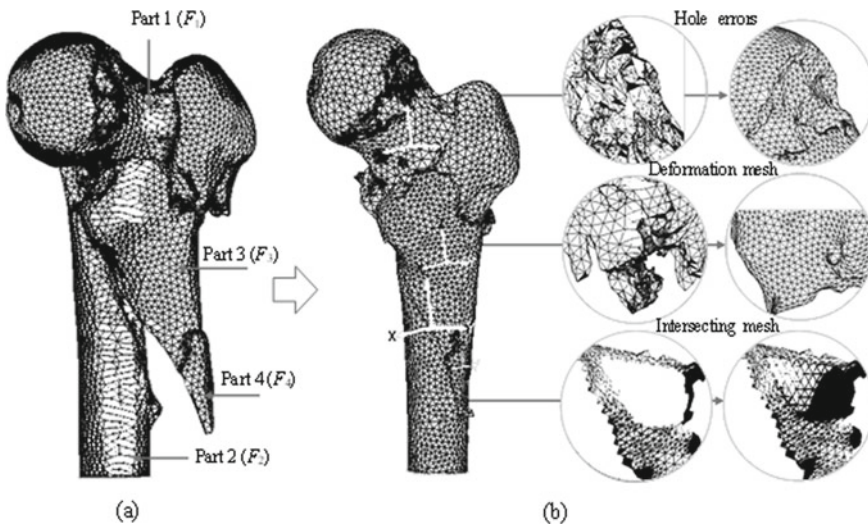 Part 1 (F₁)
Part 3 (F₃)
Part 4 (F₄)
Part 2 (F₂)
(a)
X
Hole errors
Deformation mesh
Intersecting mesh
(b)